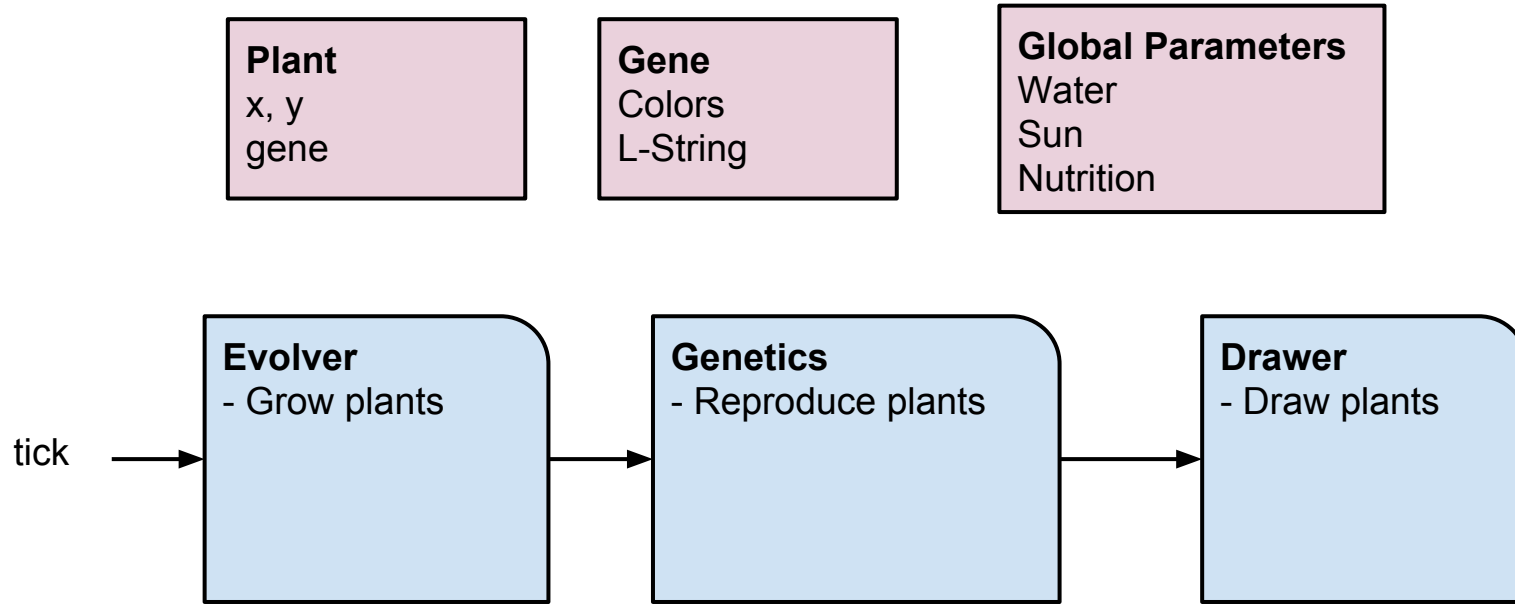 Plant
x, y
gene
Gene
Colors
L-String
Global Parameters
Water
Sun
Nutrition
tick
Evolver
- Grow plants
Genetics
- Reproduce plants
Drawer
- Draw plants